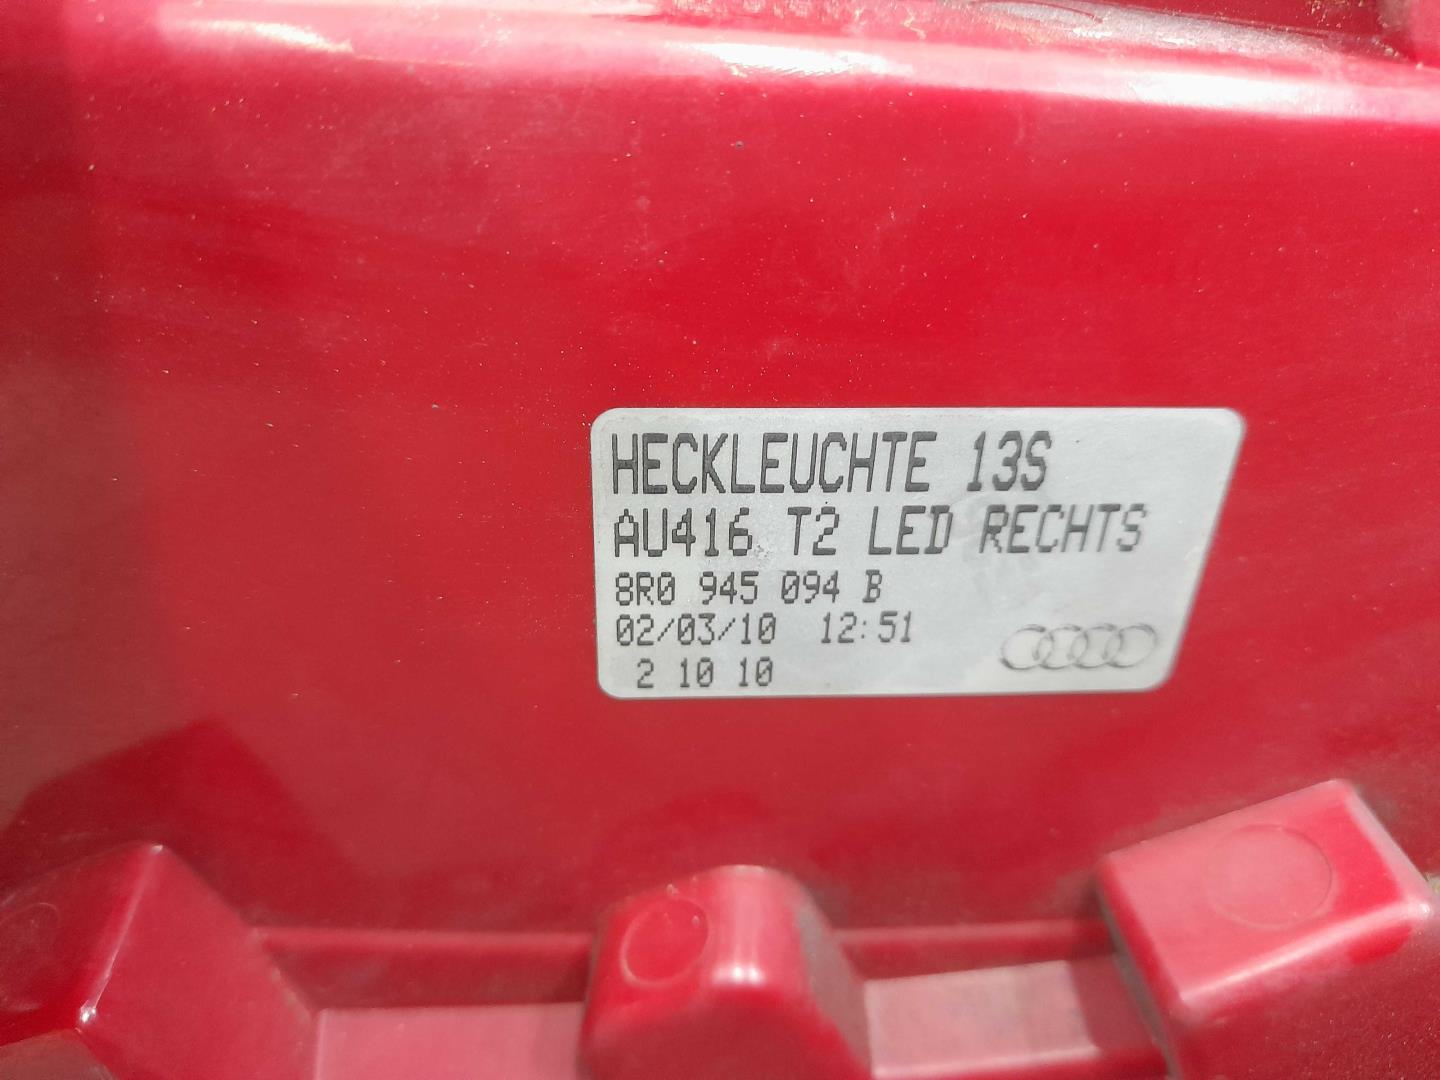 HECKLEUCHTE 13S
AU416 T2 LED RECHTS
8R0 945 094 B
02/03/10 12:51
2 10 10